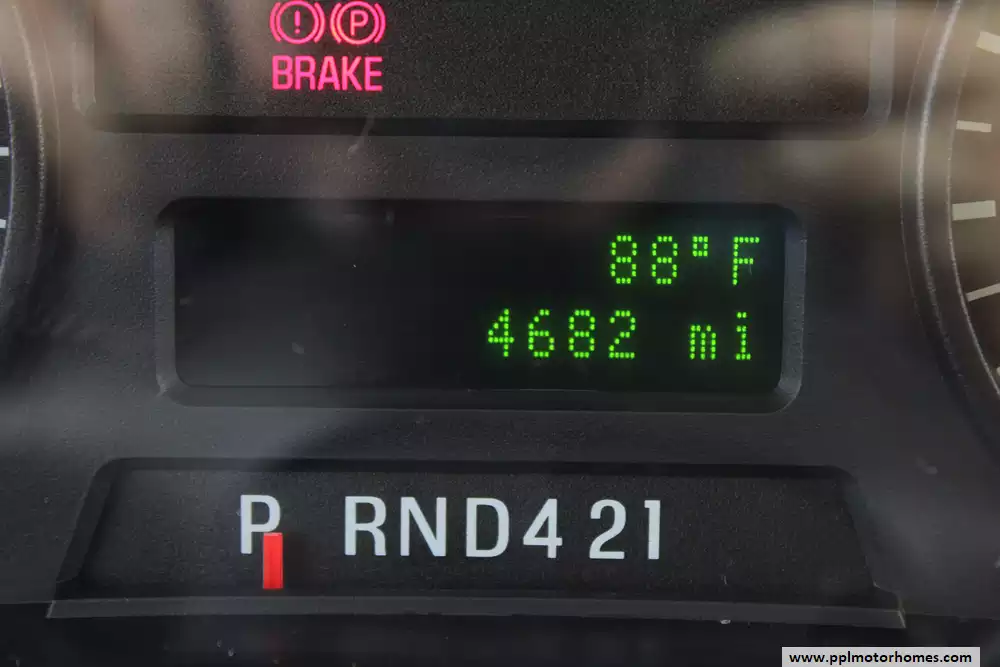 ! P
BRAKE
88°F
4682 mi
P RND421
www.pplmotorhomes.com